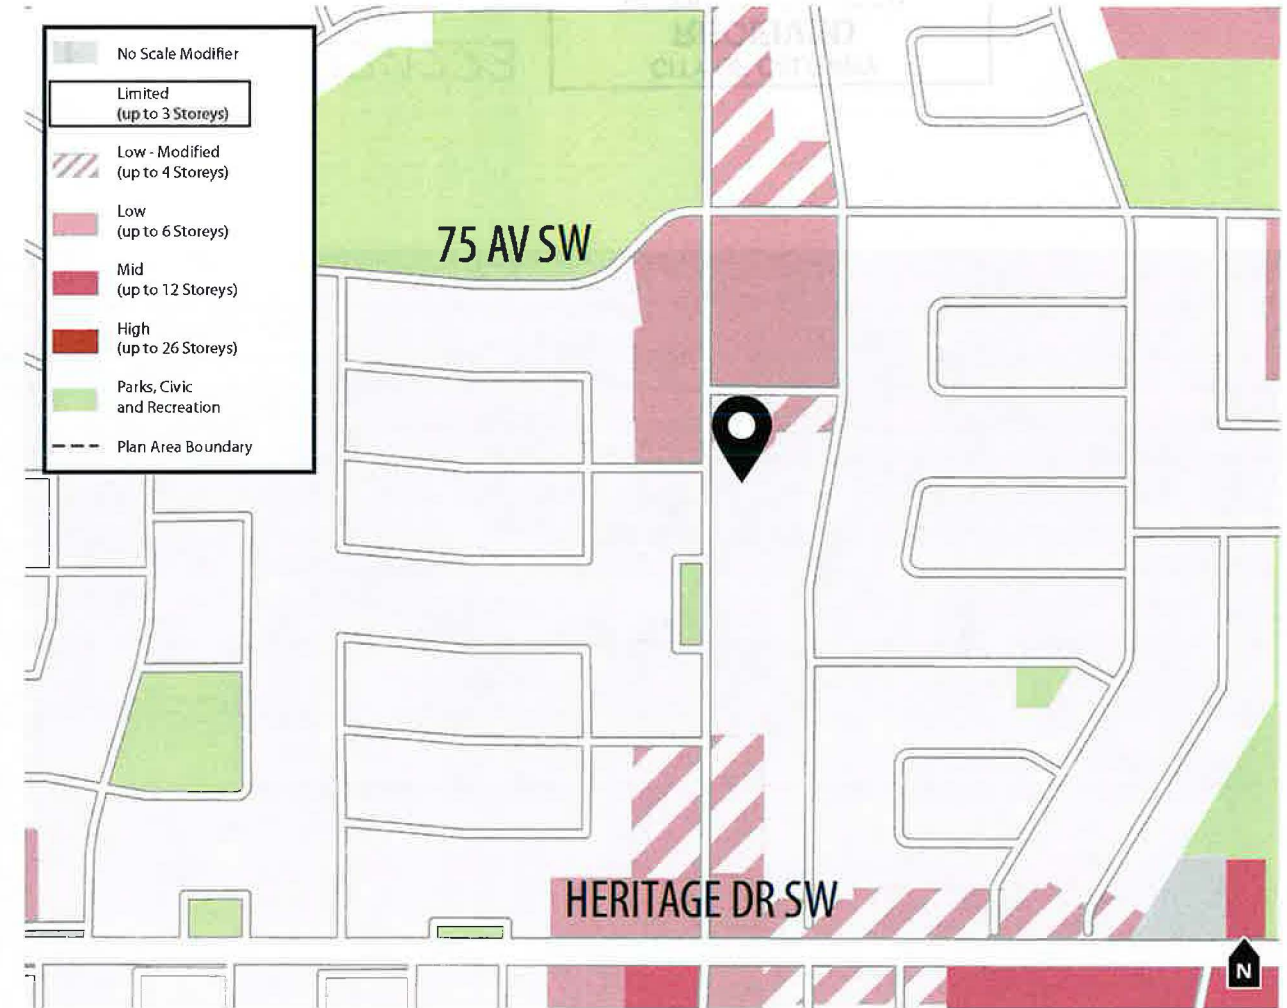 No Scale Modifier
Limited
(up to 3 Storeys)
Low - Modified
(up to 4 Storeys)
Low
(up to 6 Storeys)
Mid
(up to 12 Storeys)
High
(up to 26 Storeys)
Parks, Civic
and Recreation
Plan Area Boundary
75 AV SW
HERITAGE DR SW
N